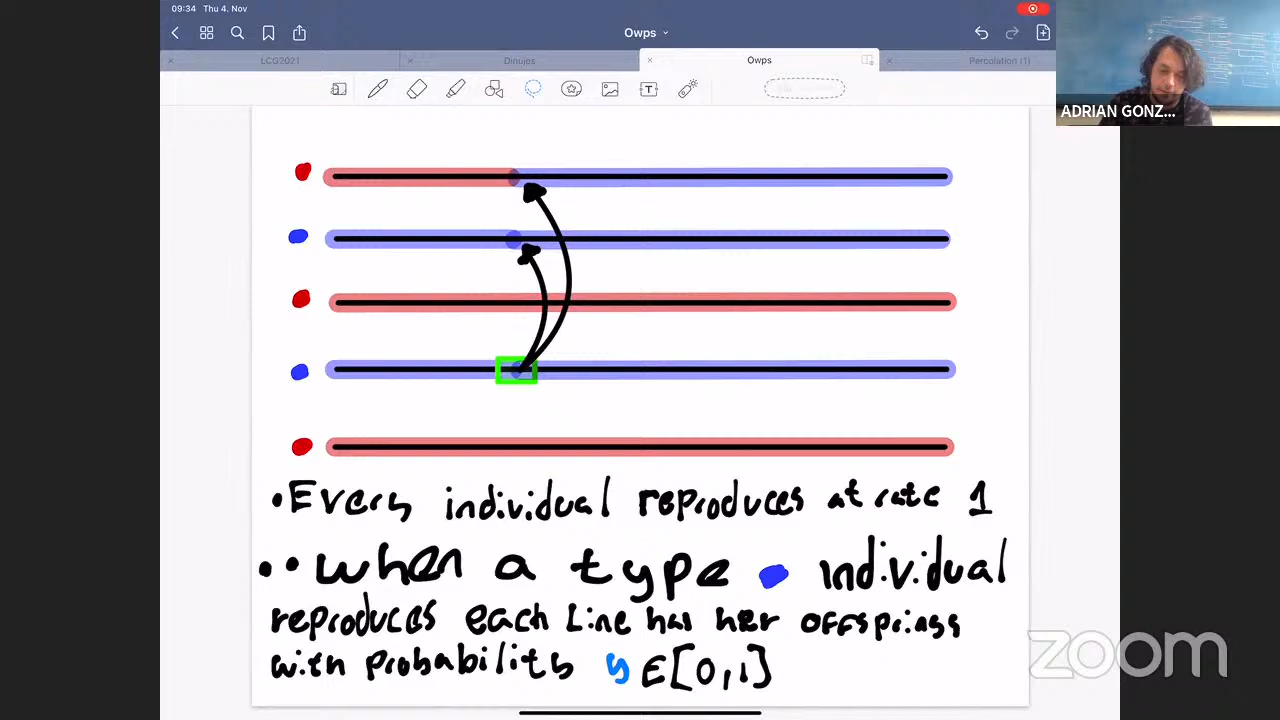 09:34 Thu 4. Nov
Owps
LCG2021
Dinujes
Owps
Percolation (1)
T
ADRIAN GONZ...
•Every individual reproduces at rate 1
•• when a type individual
reproduces each Line has her offsprings
with probability y ∈ [0,1]
zoom